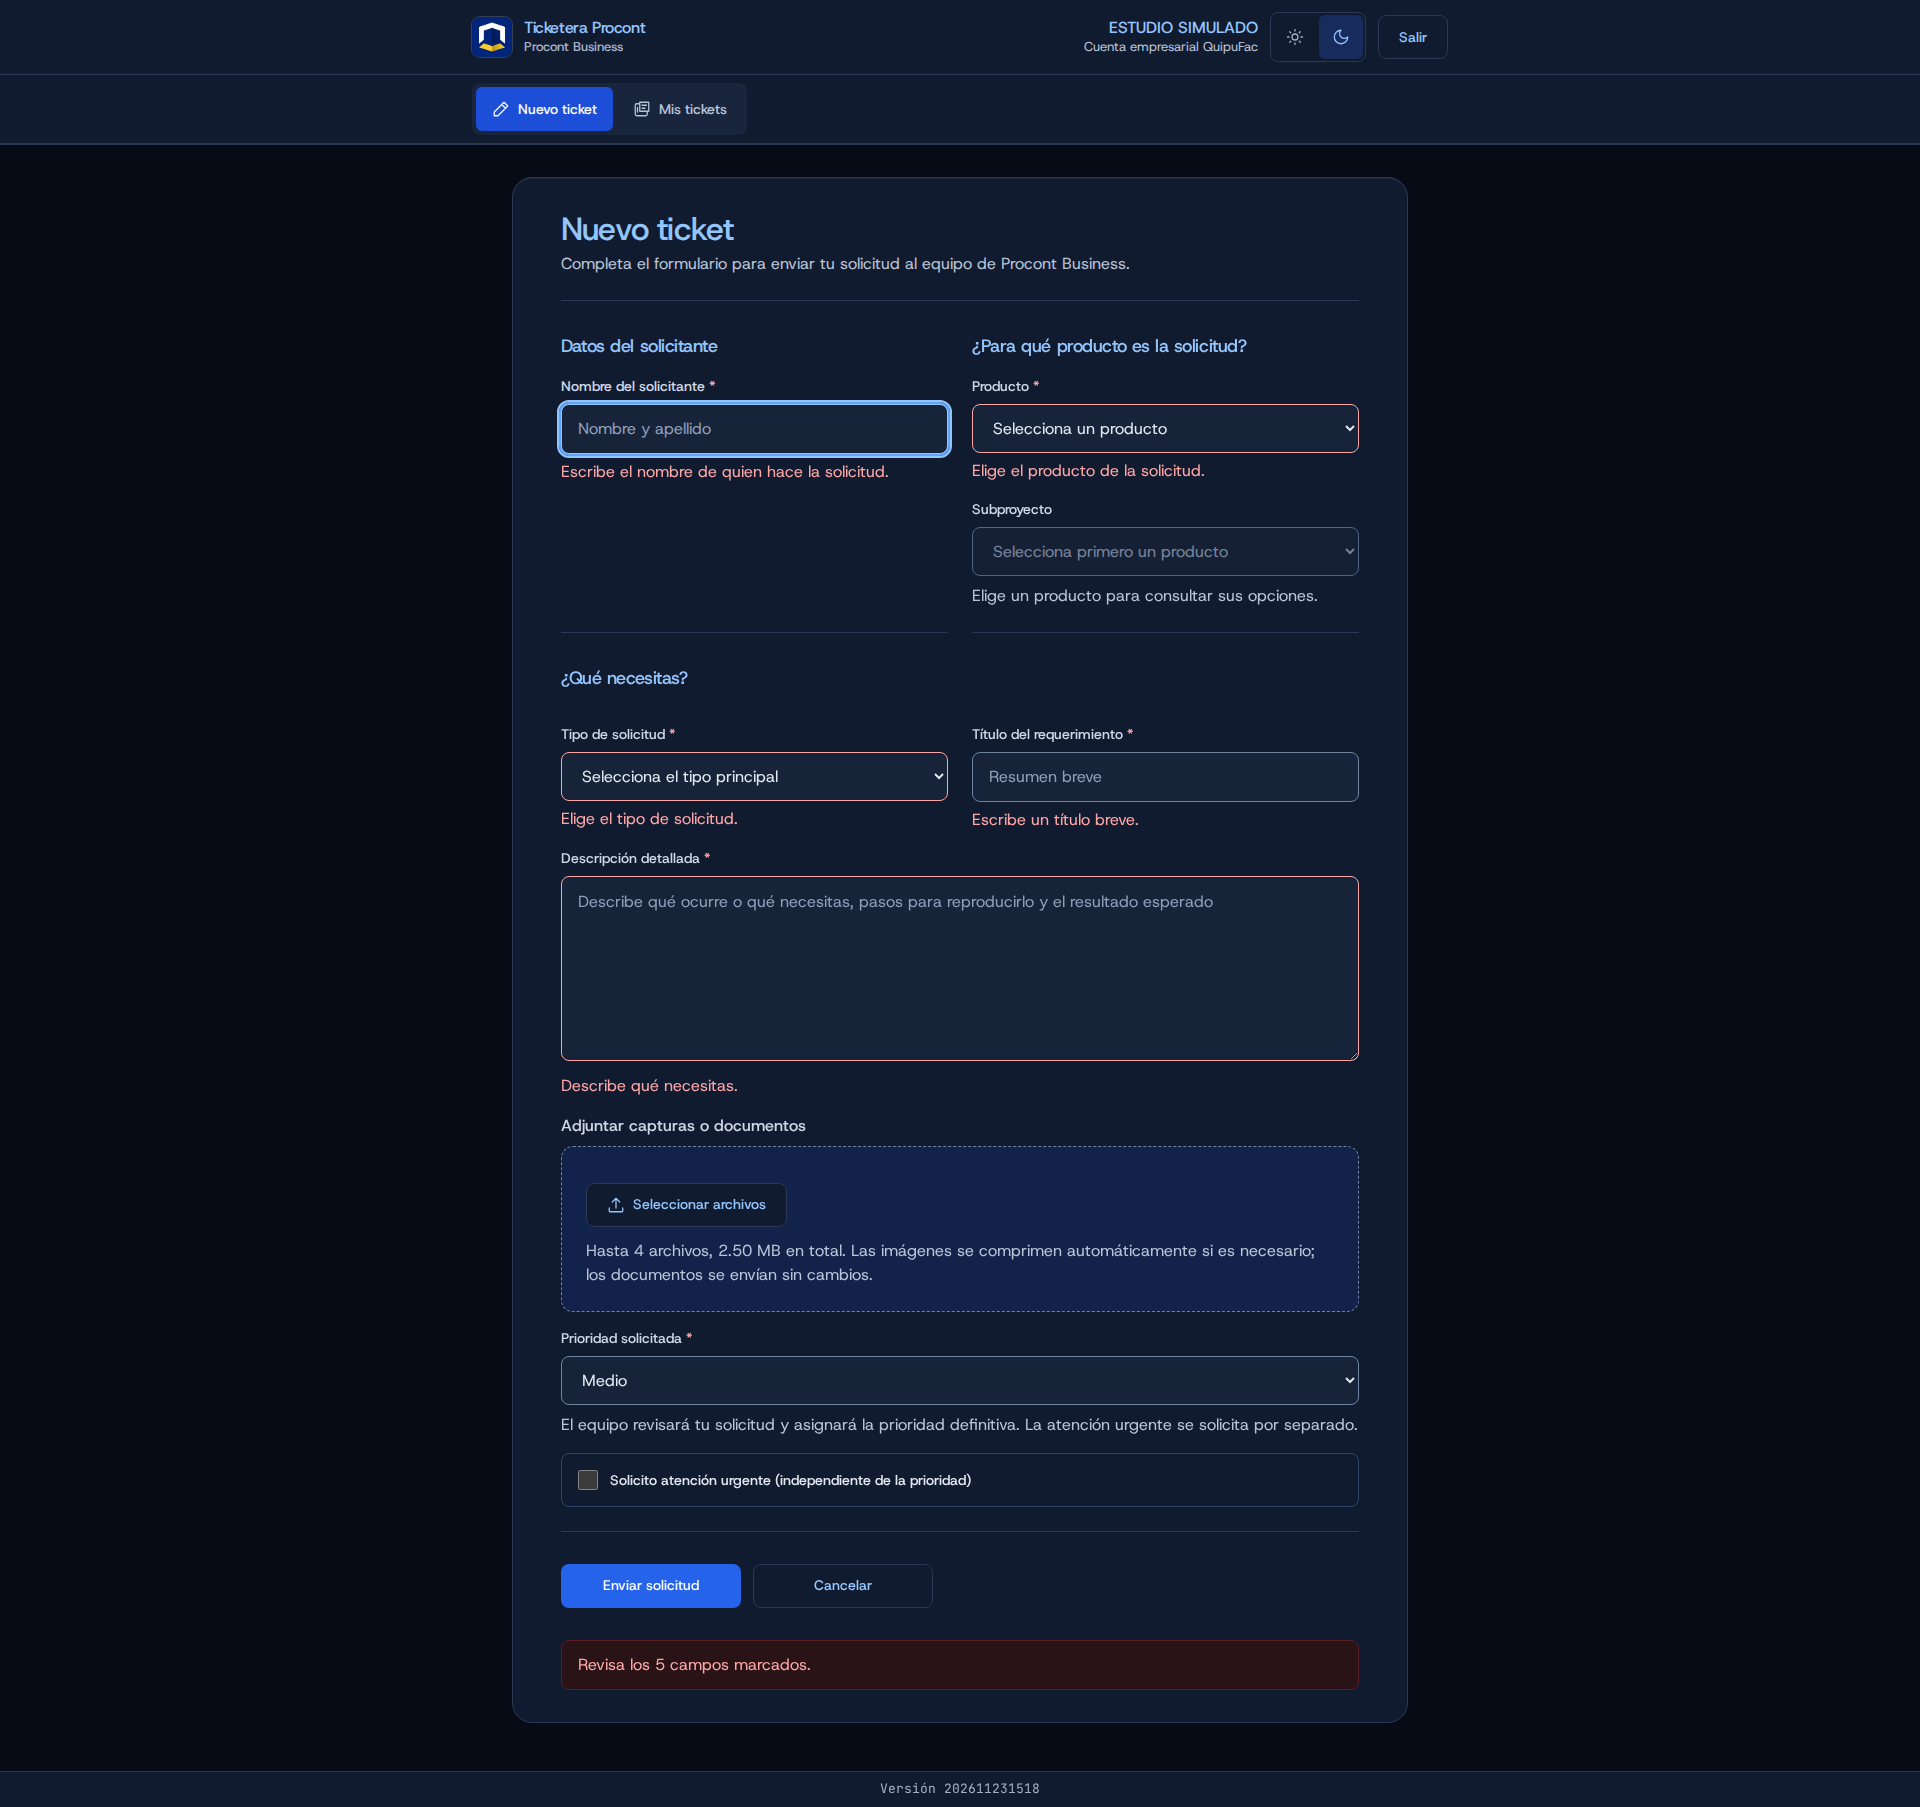 Ticketera Procont
Procont Business
ESTUDIO SIMULADO
Cuenta empresarial QuipuFac
Salir
Nuevo ticket
Mis tickets
Nuevo ticket
Completa el formulario para enviar tu solicitud al equipo de Procont Business.
Datos del solicitante
Nombre del solicitante *
Nombre y apellido
Escribe el nombre de quien hace la solicitud.
¿Para qué producto es la solicitud?
Producto *
Selecciona un producto
Elige el producto de la solicitud.
Subproyecto
Selecciona primero un producto
Elige un producto para consultar sus opciones.
¿Qué necesitas?
Tipo de solicitud *
Selecciona el tipo principal
Elige el tipo de solicitud.
Título del requerimiento *
Resumen breve
Escribe un título breve.
Descripción detallada *
Describe qué ocurre o qué necesitas, pasos para reproducirlo y el resultado esperado
Describe qué necesitas.
Adjuntar capturas o documentos
Seleccionar archivos
Hasta 4 archivos, 2.50 MB en total. Las imágenes se comprimen automáticamente si es necesario;
los documentos se envían sin cambios.
Prioridad solicitada *
Medio
El equipo revisará tu solicitud y asignará la prioridad definitiva. La atención urgente se solicita por separado.
Solicito atención urgente (independiente de la prioridad)
Enviar solicitud
Cancelar
Revisa los 5 campos marcados.
Versión 202611231518